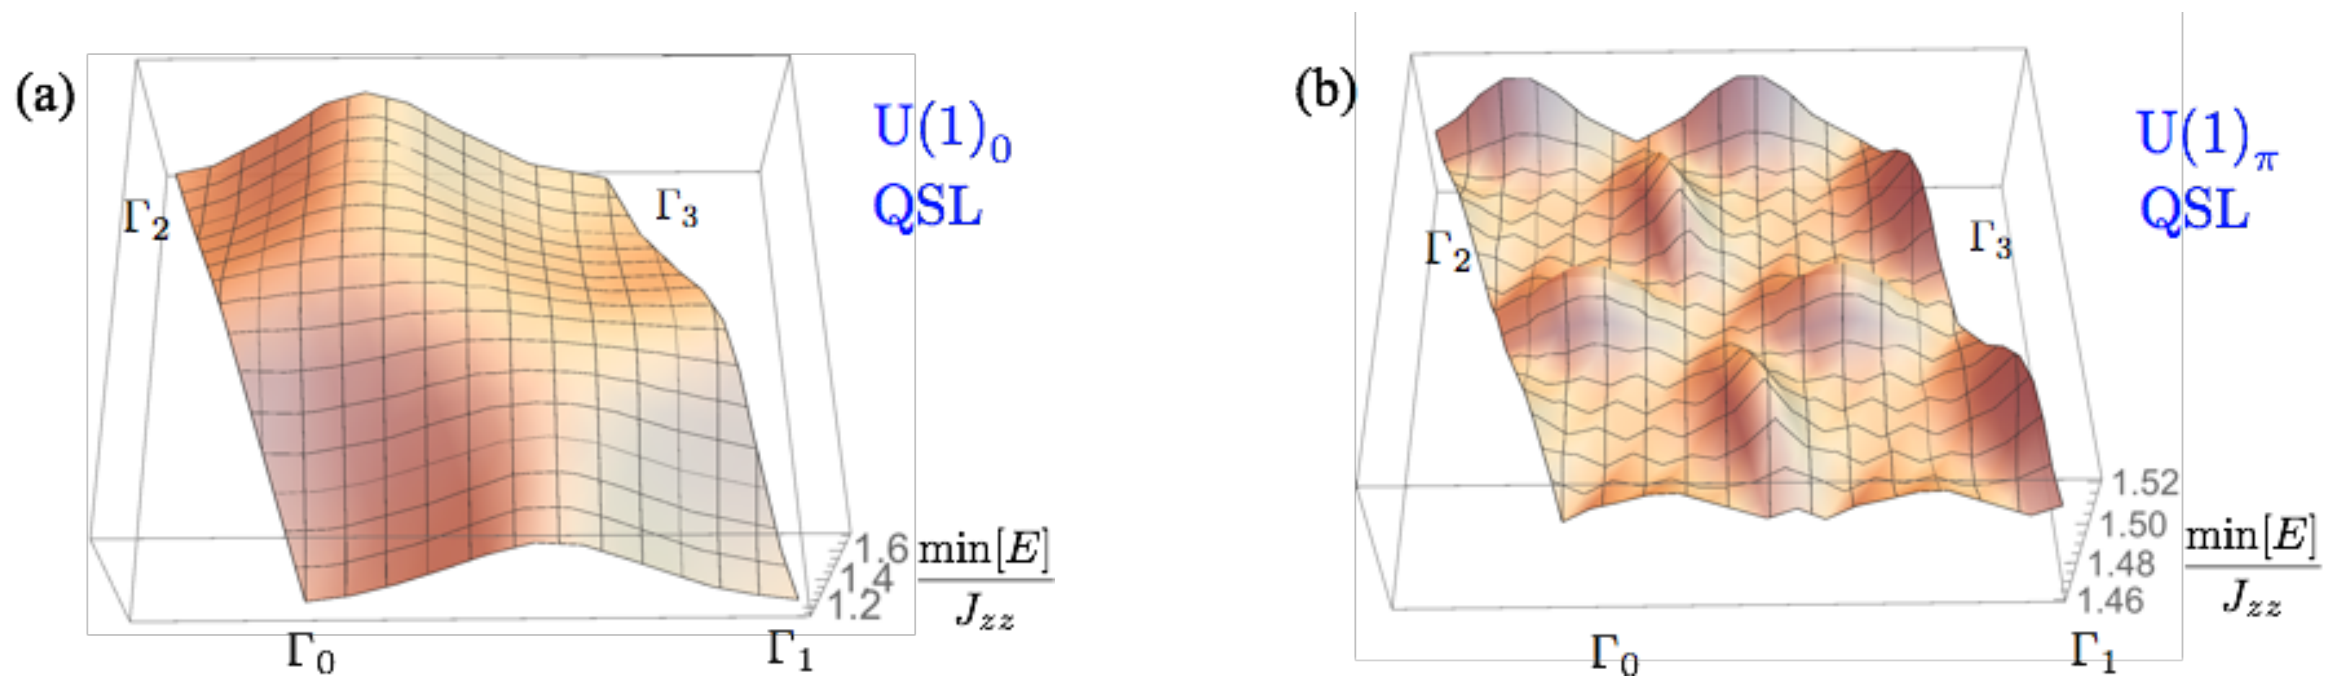 (a)
U(1)₀
QSL
Γ₂
Γ₃
1.6
1.4
1.2
min[E]
J_zz
Γ₀
Γ₁
(b)
U(1)_π
QSL
Γ₂
Γ₃
1.52
1.50
1.48
1.46
min[E]
J_zz
Γ₀
Γ₁